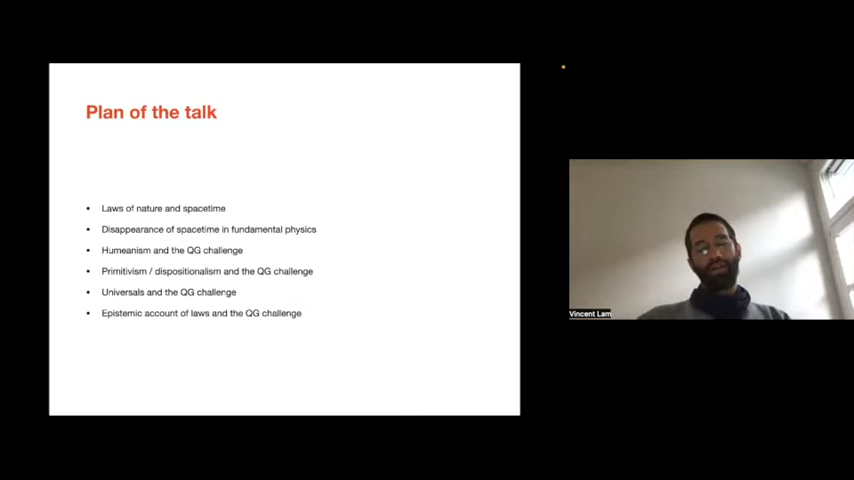 Plan of the talk
• Laws of nature and spacetime
• Disappearance of spacetime in fundamental physics
• Humeanism and the QG challenge
• Primitivism / dispositionalism and the QG challenge
• Universals and the QG challenge
• Epistemic account of laws and the QG challenge
Vincent Lam